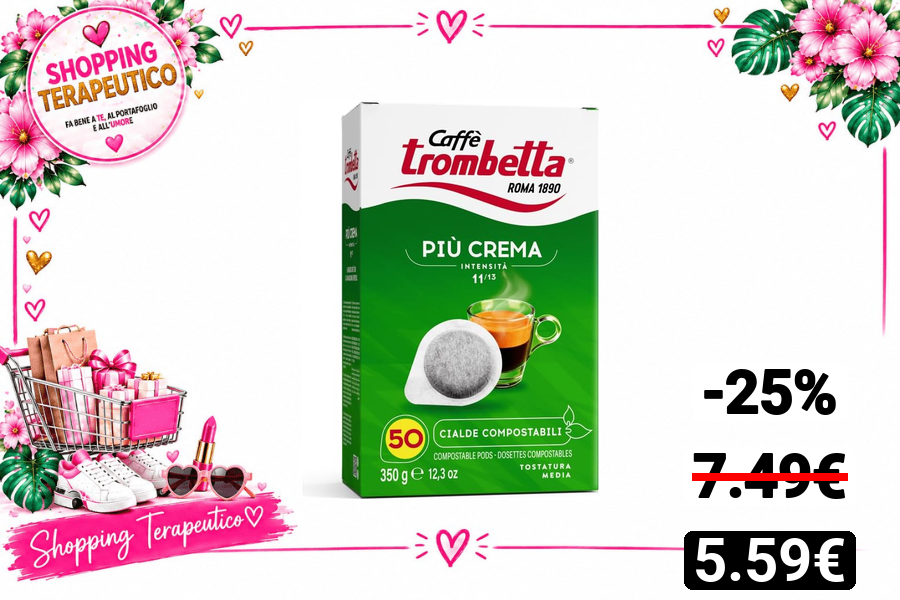 SHOPPING
TERAPEUTICO
FA BENE A TE, AL PORTAFOGLIO
E ALL'UMORE
Caffè
trombetta®
ROMA 1890
PIÙ CREMA
INTENSITÀ
11/13
50
CIALDE COMPOSTABILI
COMPOSTABLE PODS - DOSETTES COMPOSTABLES
350 g ℮ 12,3 oz
TOSTATURA
MEDIA
-25%
7.49€
5.59€
Shopping Terapeutico